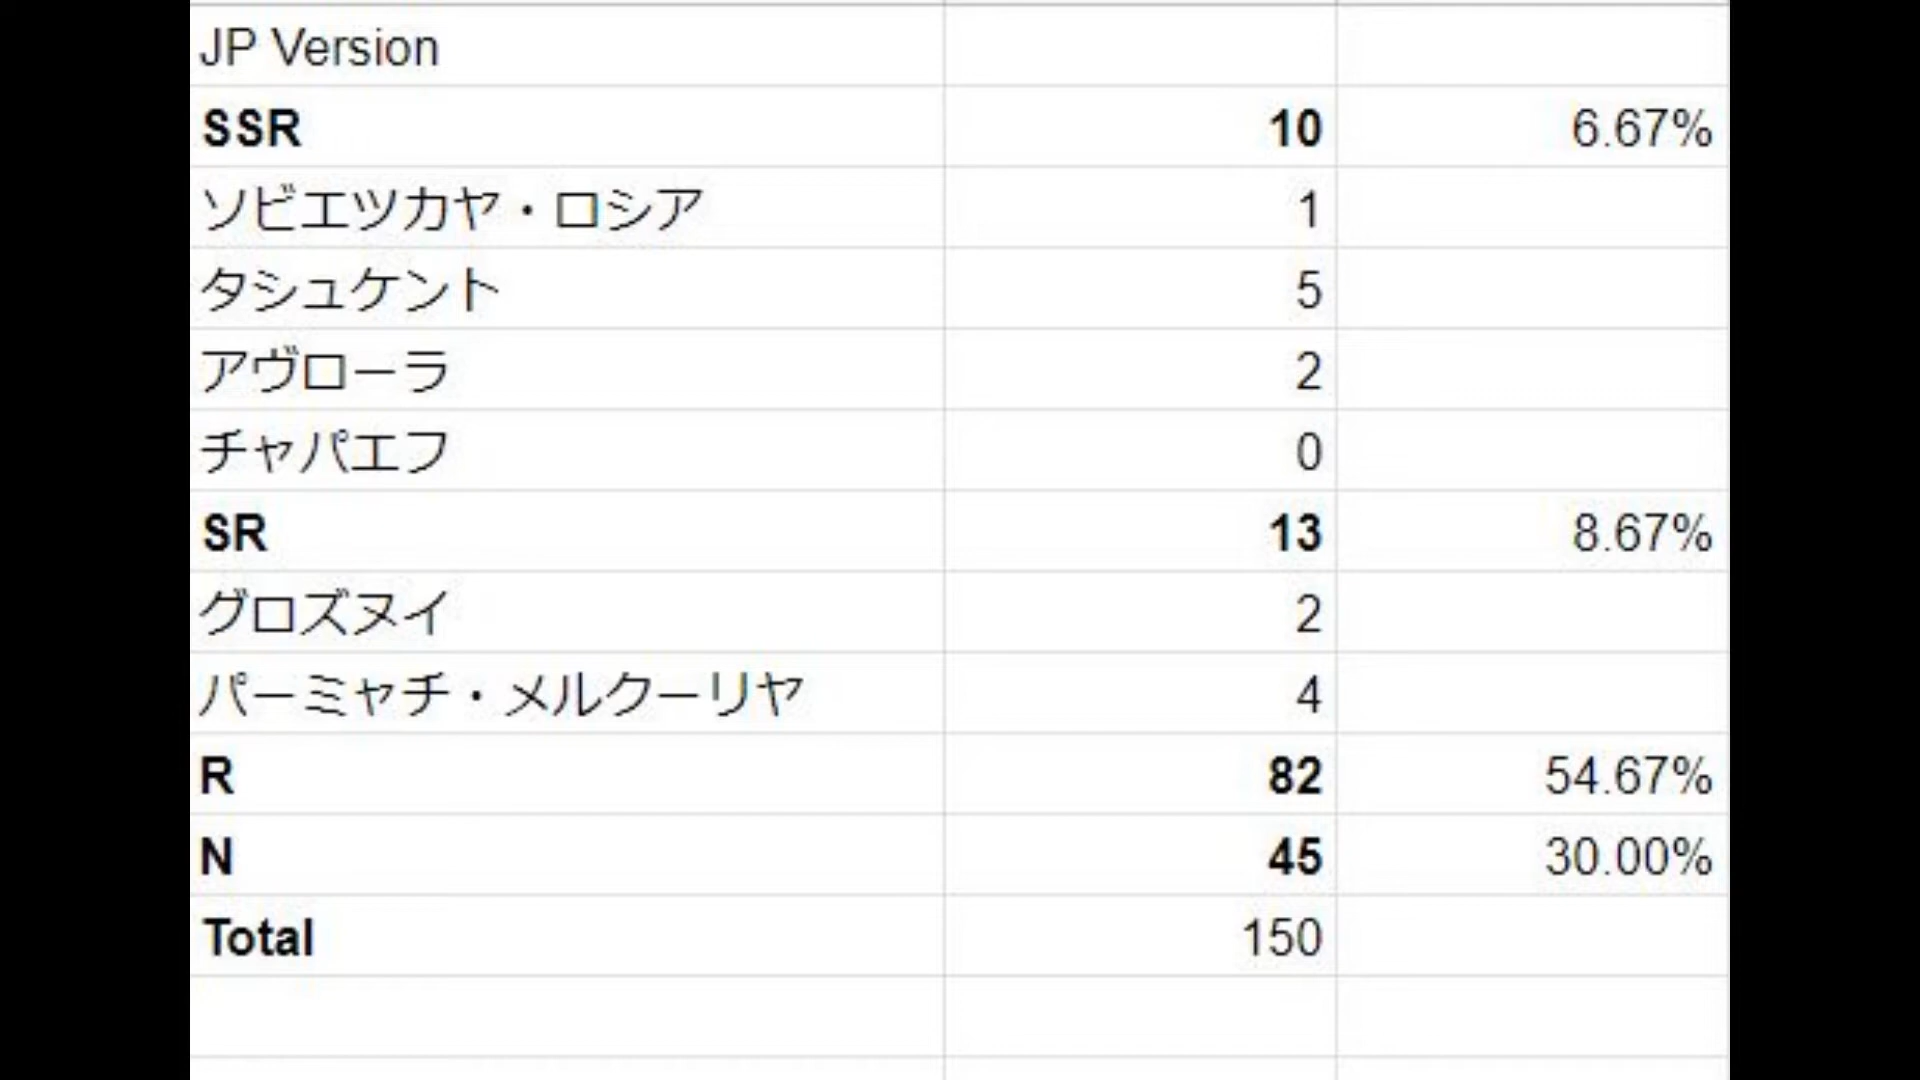 JP Version
SSR 10 6.67%
ソビエツカヤ・ロシア 1
タシュケント 5
アヴローラ 2
チャパエフ 0
SR 13 8.67%
グロズヌイ 2
パーミャチ・メルクーリヤ 4
R 82 54.67%
N 45 30.00%
Total 150